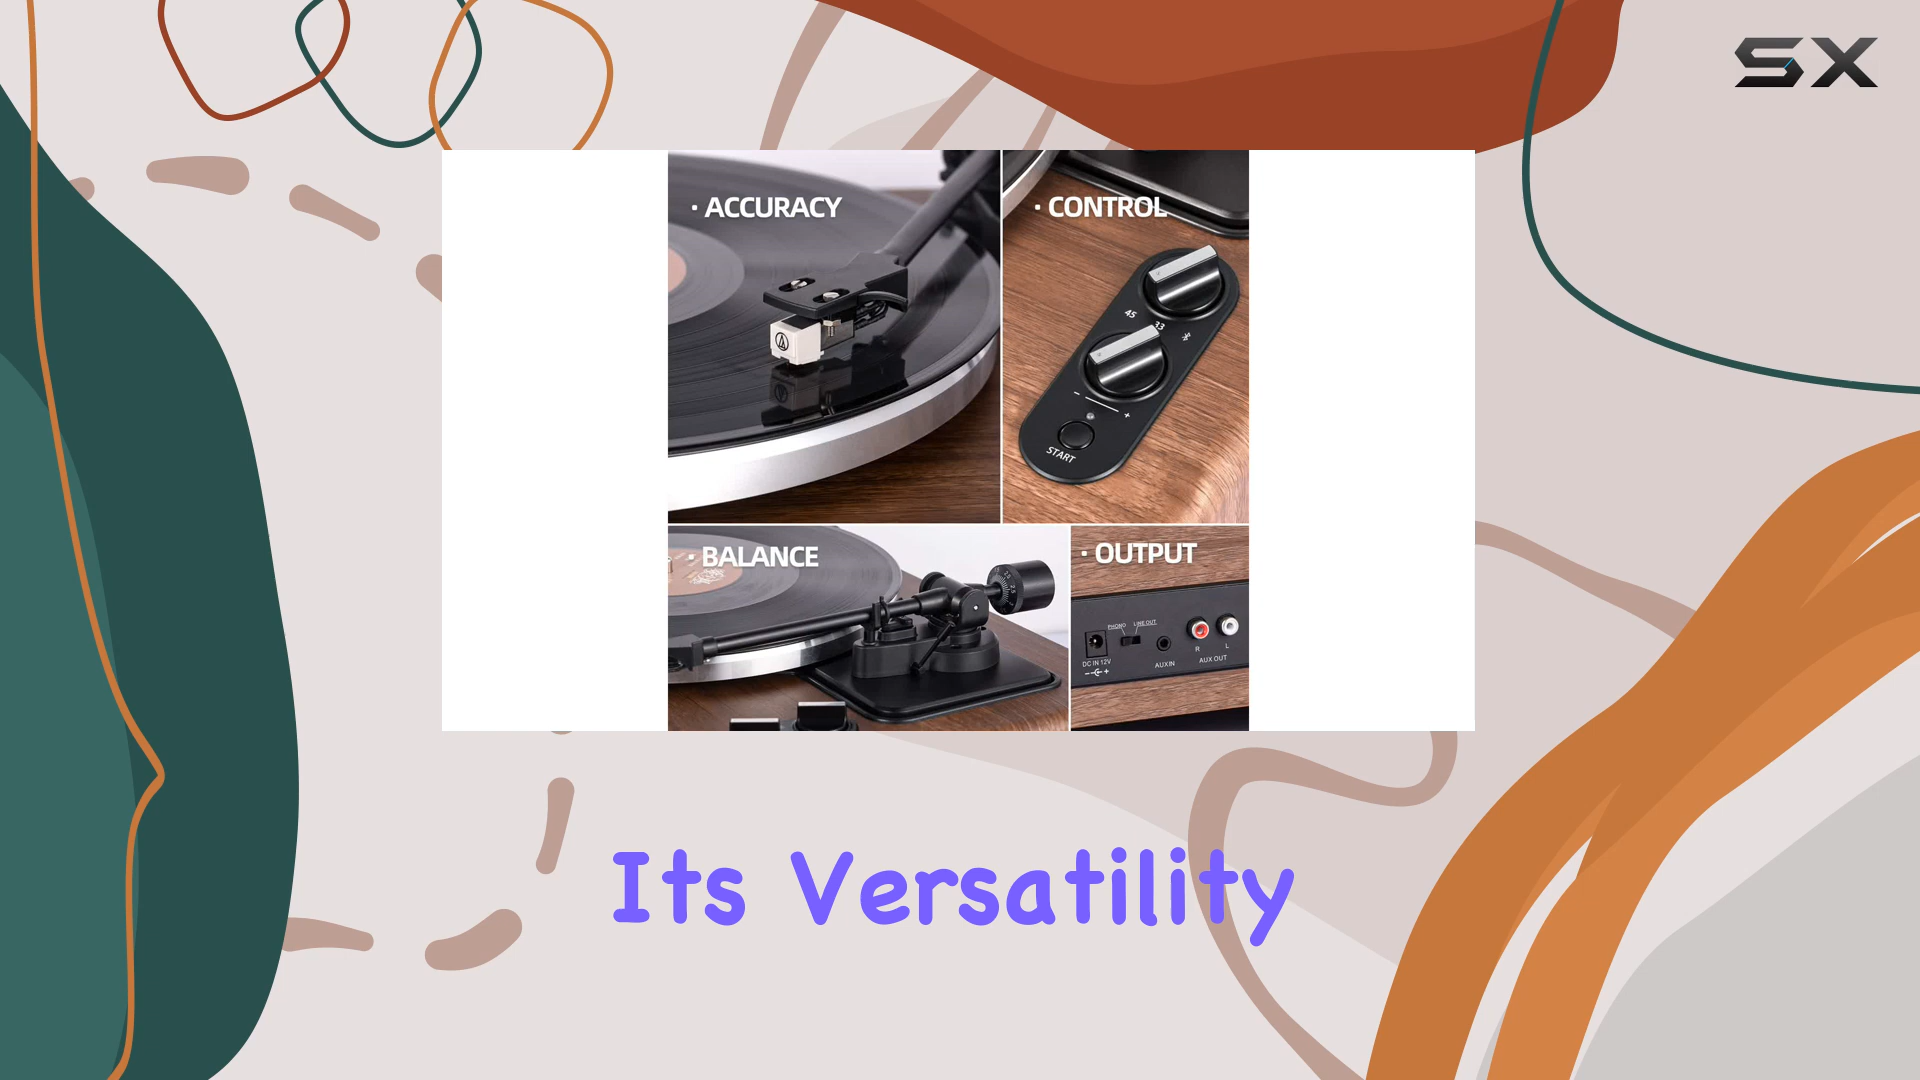 SX
· ACCURACY
· CONTROL
45
33
- +
START
· BALANCE
· OUTPUT
PHONO LINE OUT
DC IN 12V
AUX IN
R L
AUX OUT
Its Versatility